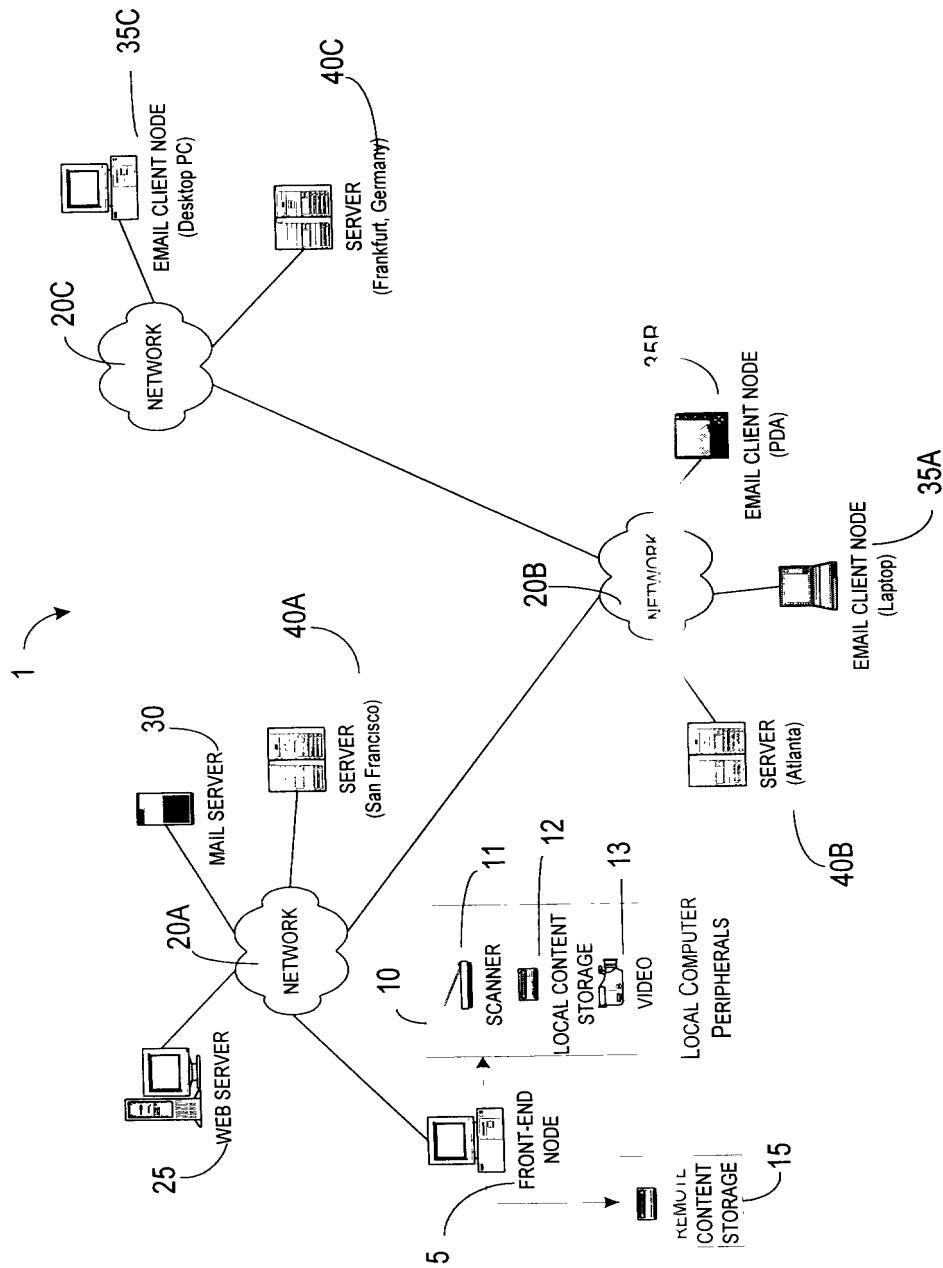 1
35C
EMAIL CLIENT NODE
(Desktop PC)
40C
SERVER
(Frankfurt, Germany)
20C
NETWORK
30
MAIL SERVER
40A
SERVER
(San Francisco)
20A
NETWORK
25
WEB SERVER
5
FRONT-END
NODE
10
11
SCANNER
12
LOCAL CONTENT
STORAGE
13
VIDEO
LOCAL COMPUTER
PERIPHERALS
15
REMOTE
CONTENT
STORAGE
20B
NETWORK
EMAIL CLIENT NODE
(PDA)
35A
EMAIL CLIENT NODE
(Laptop)
40B
SERVER
(Atlanta)